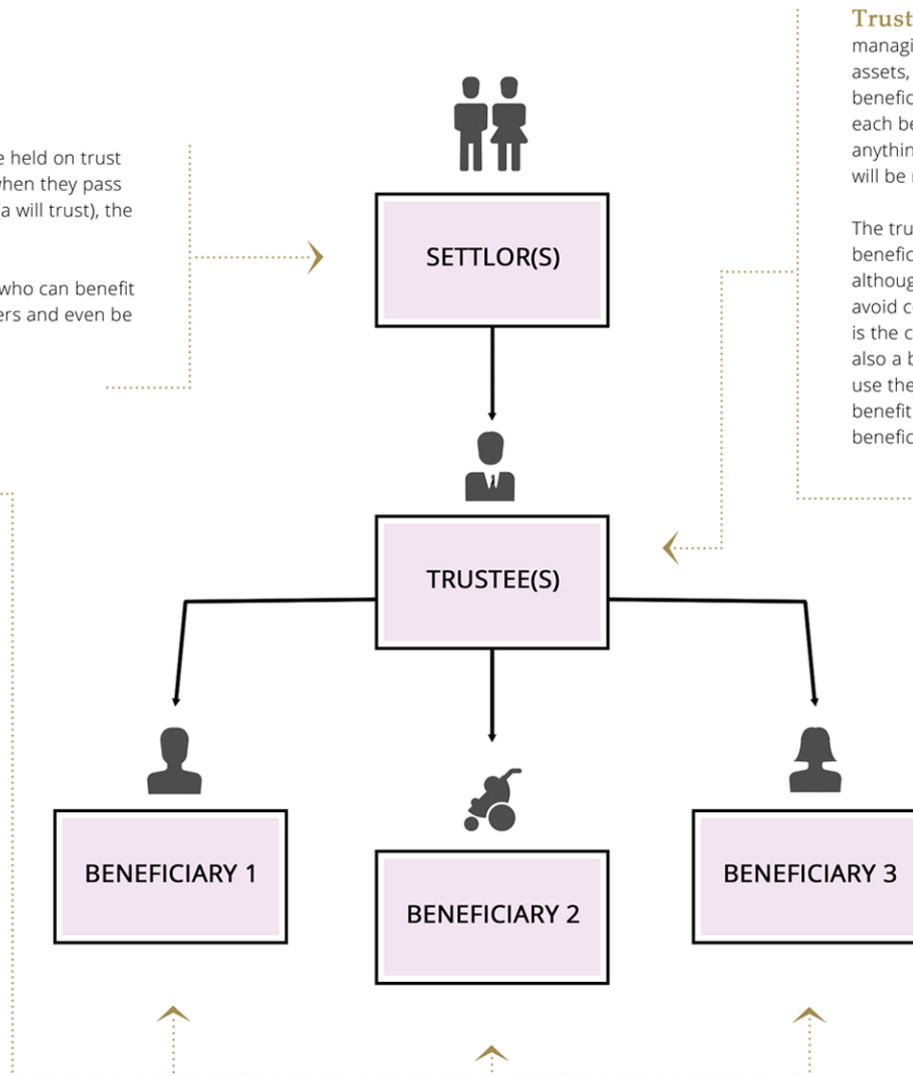 e held on trust
when they pass
(a will trust), the
who can benefit
ers and even be
Trust
managi
assets,
benefic
each be
anythin
will be
The tru
benefic
althoug
avoid c
is the c
also a b
use the
benefit
benefic
SETTLOR(S)
TRUSTEE(S)
BENEFICIARY 1
BENEFICIARY 2
BENEFICIARY 3